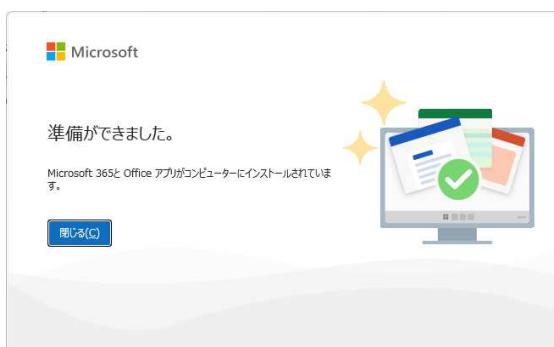 Microsoft
準備ができました。
Microsoft 365と Office アプリがコンピューターにインストールされていま
す。
閉じる(C)